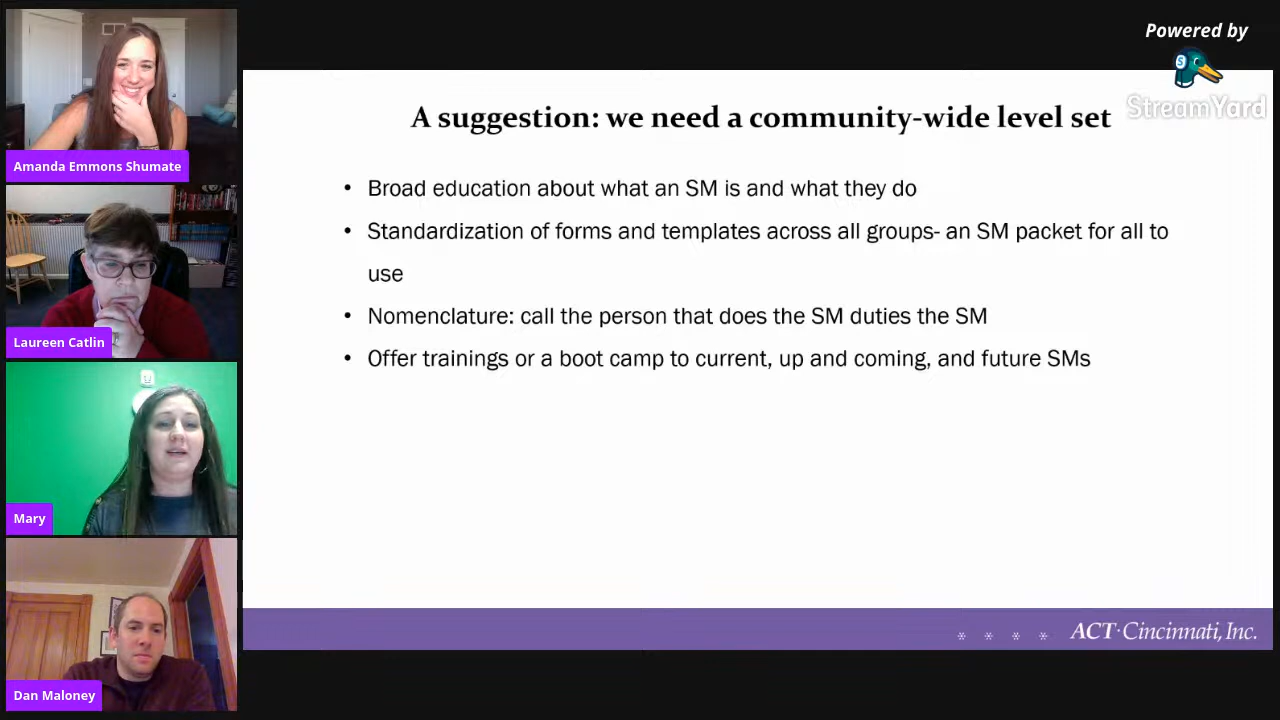 Powered by
StreamYard
Amanda Emmons Shumate
Laureen Catlin
Mary
Dan Maloney
A suggestion: we need a community-wide level set
• Broad education about what an SM is and what they do
• Standardization of forms and templates across all groups- an SM packet for all to
use
• Nomenclature: call the person that does the SM duties the SM
• Offer trainings or a boot camp to current, up and coming, and future SMs
* * * * ACT·Cincinnati, Inc.